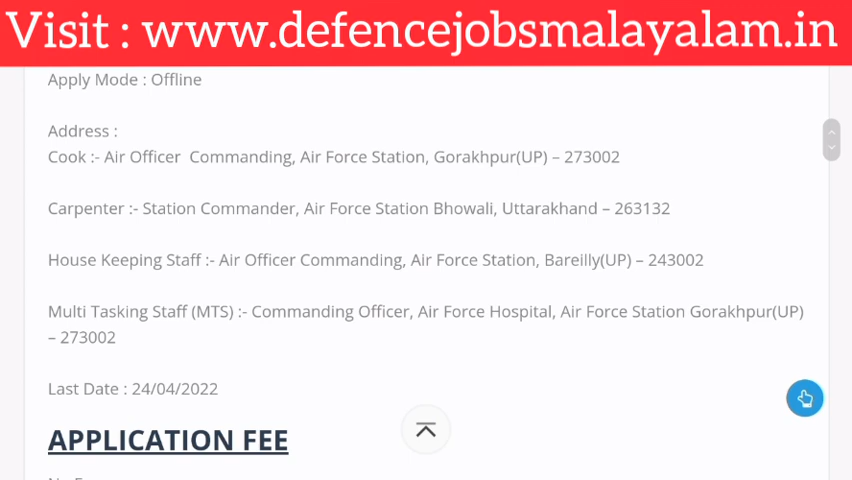 Visit : www.defencejobsmalayalam.in
Apply Mode : Offline
Address :
Cook :- Air Officer Commanding, Air Force Station, Gorakhpur(UP) – 273002
Carpenter :- Station Commander, Air Force Station Bhowali, Uttarakhand – 263132
House Keeping Staff :- Air Officer Commanding, Air Force Station, Bareilly(UP) – 243002
Multi Tasking Staff (MTS) :- Commanding Officer, Air Force Hospital, Air Force Station Gorakhpur(UP)
– 273002
Last Date : 24/04/2022
APPLICATION FEE